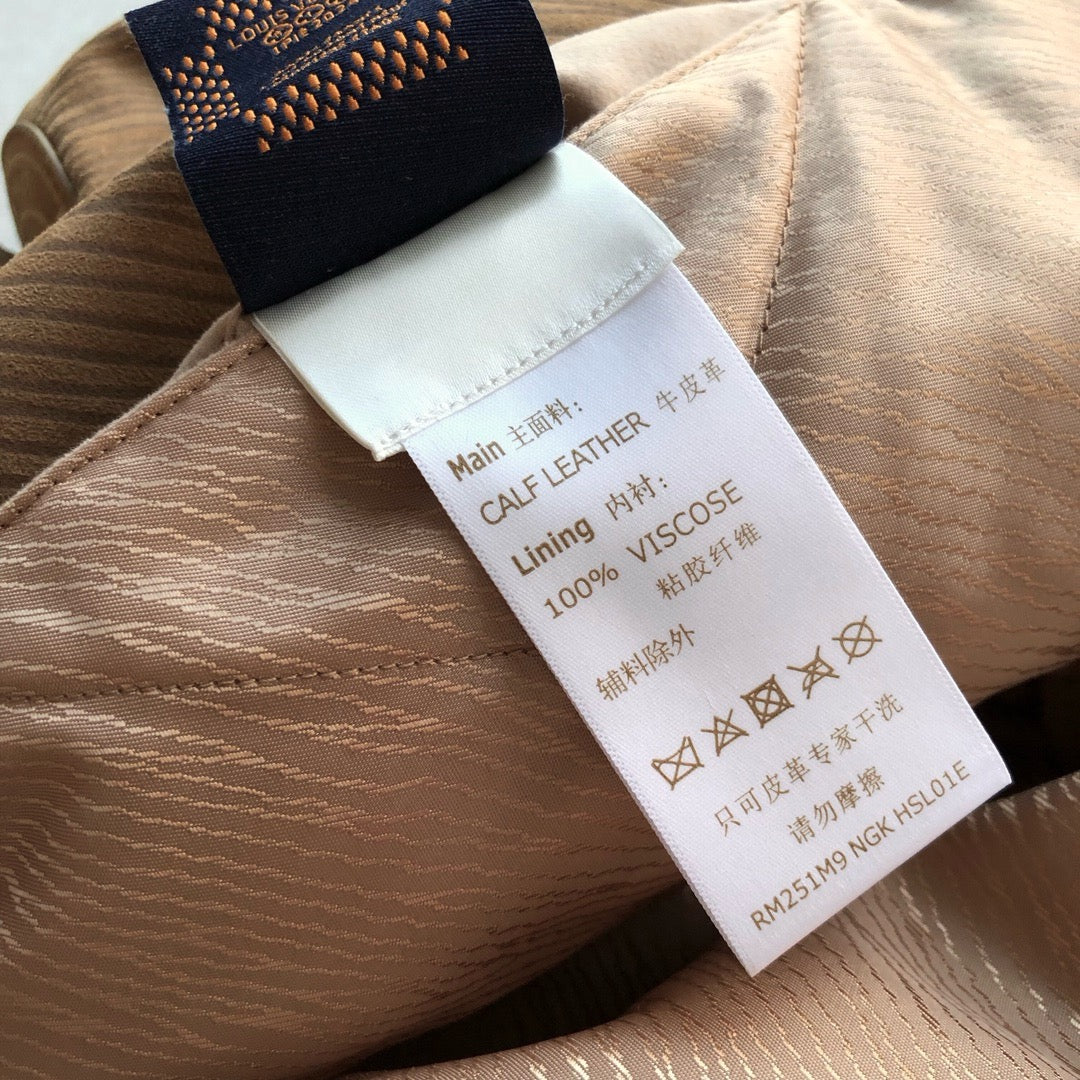 LOUIS V
Main 主面料:
CALF LEATHER 牛皮革
Lining 内衬:
100% VISCOSE
粘胶纤维
辅料除外
只可皮革专家干洗
请勿摩擦
RM251M9 NGK HSL01E